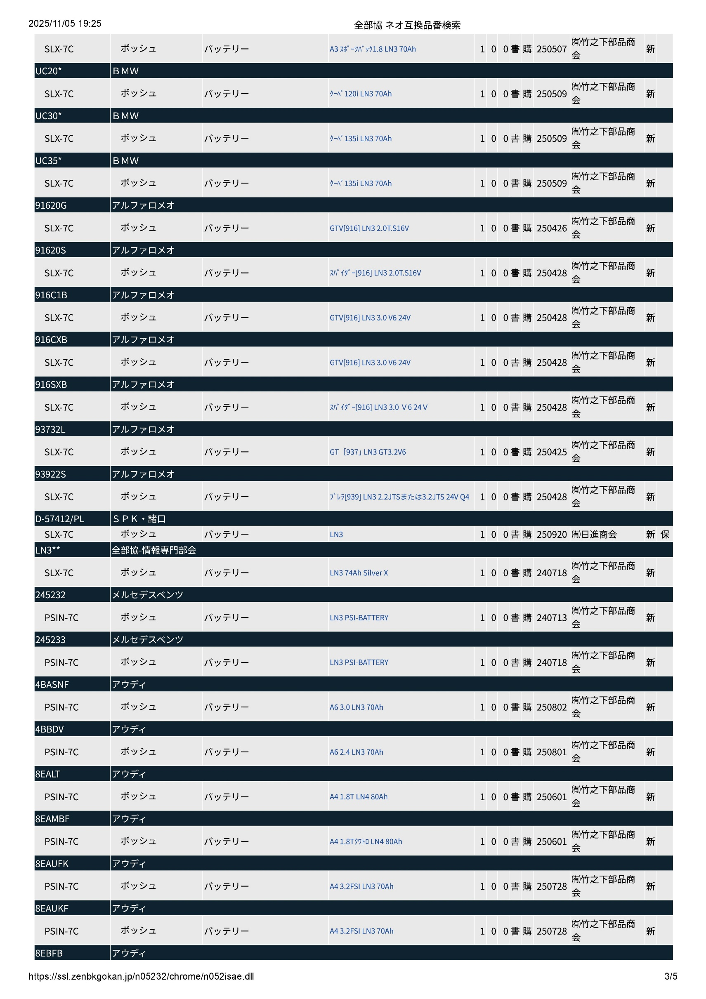 2025/11/05 19:25 全部協 ネオ互換品番検索
SLX-7C ボッシュ バッテリー A3 ｽﾎﾟｰﾂﾊﾞｯｸ1.8 LN3 70Ah 1 0 0 書 購 250507 ㈲竹之下部品商会 新
UC20* ＢＭＷ
SLX-7C ボッシュ バッテリー ｸｰﾍﾟ120i LN3 70Ah 1 0 0 書 購 250509 ㈲竹之下部品商会 新
UC30* ＢＭＷ
SLX-7C ボッシュ バッテリー ｸｰﾍﾟ135i LN3 70Ah 1 0 0 書 購 250509 ㈲竹之下部品商会 新
UC35* ＢＭＷ
SLX-7C ボッシュ バッテリー ｸｰﾍﾟ135i LN3 70Ah 1 0 0 書 購 250509 ㈲竹之下部品商会 新
91620G アルファロメオ
SLX-7C ボッシュ バッテリー GTV[916] LN3 2.0T.S16V 1 0 0 書 購 250426 ㈲竹之下部品商会 新
91620S アルファロメオ
SLX-7C ボッシュ バッテリー ｽﾊﾟｲﾀﾞｰ[916] LN3 2.0T.S16V 1 0 0 書 購 250428 ㈲竹之下部品商会 新
916C1B アルファロメオ
SLX-7C ボッシュ バッテリー GTV[916] LN3 3.0 V6 24V 1 0 0 書 購 250428 ㈲竹之下部品商会 新
916CXB アルファロメオ
SLX-7C ボッシュ バッテリー GTV[916] LN3 3.0 V6 24V 1 0 0 書 購 250428 ㈲竹之下部品商会 新
916SXB アルファロメオ
SLX-7C ボッシュ バッテリー ｽﾊﾟｲﾀﾞｰ[916] LN3 3.0 Ｖ6 24Ｖ 1 0 0 書 購 250428 ㈲竹之下部品商会 新
93732L アルファロメオ
SLX-7C ボッシュ バッテリー GT［937｣ LN3 GT3.2V6 1 0 0 書 購 250425 ㈲竹之下部品商会 新
93922S アルファロメオ
SLX-7C ボッシュ バッテリー ﾌﾞﾚﾗ[939] LN3 2.2JTSまたは3.2JTS 24V Q4 1 0 0 書 購 250428 ㈲竹之下部品商会 新
D-57412/PL ＳＰＫ・諸口
SLX-7C ボッシュ バッテリー LN3 1 0 0 書 購 250920 ㈲日進商会 新 保
LN3** 全部協-情報専門部会
SLX-7C ボッシュ バッテリー LN3 74Ah Silver X 1 0 0 書 購 240718 ㈲竹之下部品商会 新
245232 メルセデスベンツ
PSIN-7C ボッシュ バッテリー LN3 PSI-BATTERY 1 0 0 書 購 240713 ㈲竹之下部品商会 新
245233 メルセデスベンツ
PSIN-7C ボッシュ バッテリー LN3 PSI-BATTERY 1 0 0 書 購 240718 ㈲竹之下部品商会 新
4BASNF アウディ
PSIN-7C ボッシュ バッテリー A6 3.0 LN3 70Ah 1 0 0 書 購 250802 ㈲竹之下部品商会 新
4BBDV アウディ
PSIN-7C ボッシュ バッテリー A6 2.4 LN3 70Ah 1 0 0 書 購 250801 ㈲竹之下部品商会 新
8EALT アウディ
PSIN-7C ボッシュ バッテリー A4 1.8T LN4 80Ah 1 0 0 書 購 250601 ㈲竹之下部品商会 新
8EAMBF アウディ
PSIN-7C ボッシュ バッテリー A4 1.8Tｸﾜﾄﾛ LN4 80Ah 1 0 0 書 購 250601 ㈲竹之下部品商会 新
8EAUFK アウディ
PSIN-7C ボッシュ バッテリー A4 3.2FSI LN3 70Ah 1 0 0 書 購 250728 ㈲竹之下部品商会 新
8EAUKF アウディ
PSIN-7C ボッシュ バッテリー A4 3.2FSI LN3 70Ah 1 0 0 書 購 250728 ㈲竹之下部品商会 新
8EBFB アウディ
https://ssl.zenbkgokan.jp/n05232/chrome/n052isae.dll 3/5